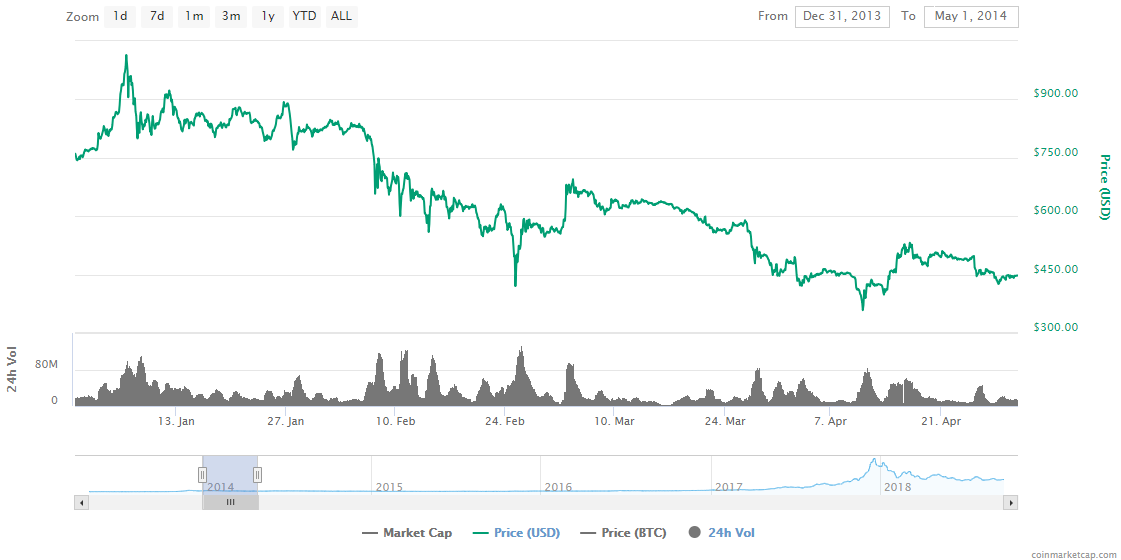 Zoom 1d 7d 1m 3m 1y YTD ALL From Dec 31, 2013 To May 1, 2014
$900.00
$750.00
$600.00
$450.00
$300.00
Price (USD)
24h Vol
80M
0
13. Jan 27. Jan 10. Feb 24. Feb 10. Mar 24. Mar 7. Apr 21. Apr
2014 2015 2016 2017 2018
Market Cap Price (USD) Price (BTC) 24h Vol
coinmarketcap.com